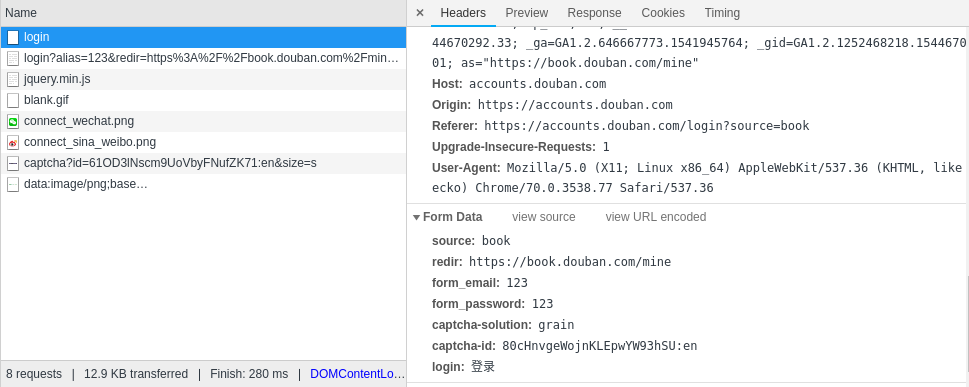 Name
login
login?alias=123&redir=https%3A%2F%2Fbook.douban.com%2Fmin…
jquery.min.js
blank.gif
connect_wechat.png
connect_sina_weibo.png
captcha?id=61OD3lNscm9UoVbyFNufZK71:en&size=s
data:image/png;base…
8 requests | 12.9 KB transferred | Finish: 280 ms | DOMContentLo…
× Headers Preview Response Cookies Timing
44670292.33; _ga=GA1.2.646667773.1541945764; _gid=GA1.2.1252468218.1544670
01; as="https://book.douban.com/mine"
Host: accounts.douban.com
Origin: https://accounts.douban.com
Referer: https://accounts.douban.com/login?source=book
Upgrade-Insecure-Requests: 1
User-Agent: Mozilla/5.0 (X11; Linux x86_64) AppleWebKit/537.36 (KHTML, like
ecko) Chrome/70.0.3538.77 Safari/537.36
Form Data view source view URL encoded
source: book
redir: https://book.douban.com/mine
form_email: 123
form_password: 123
captcha-solution: grain
captcha-id: 80cHnvgeWojnKLEpwYW93hSU:en
login: 登录